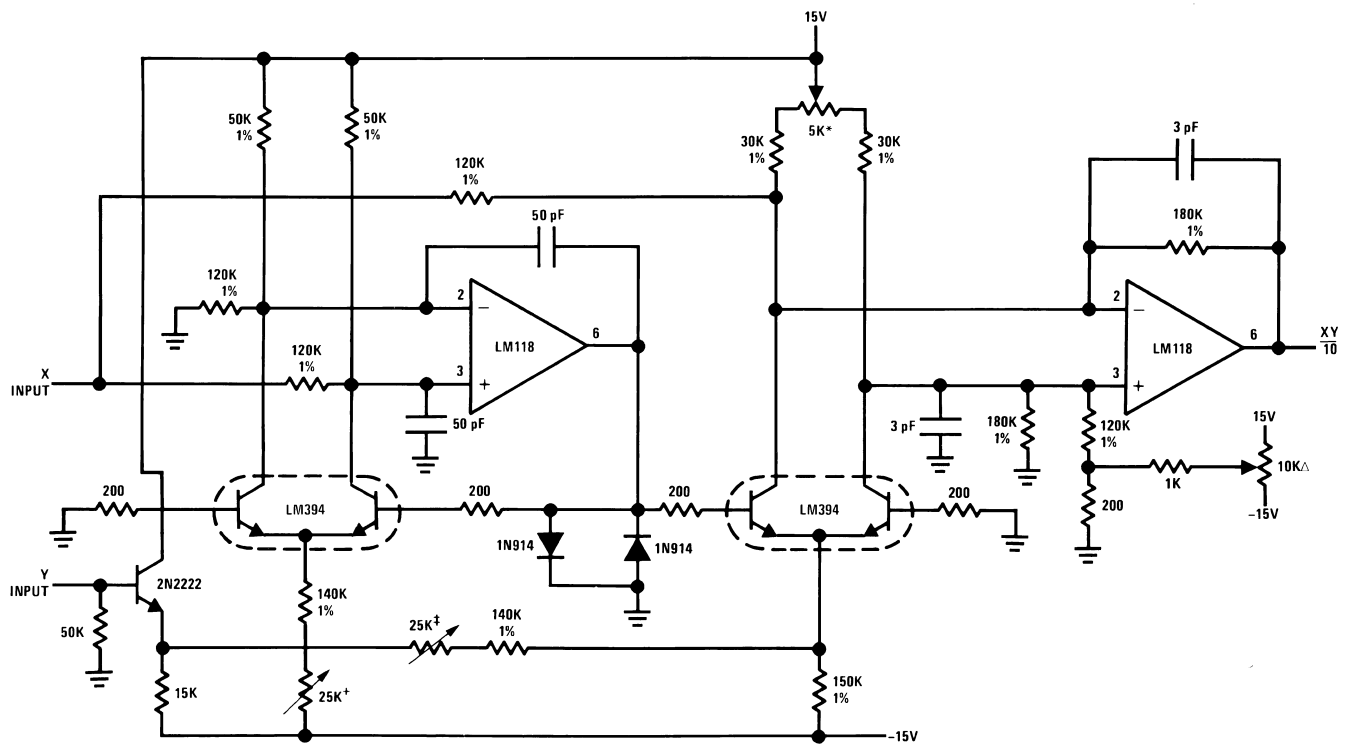 15V
50K
1%
50K
1%
5K*
30K
1%
30K
1%
3 pF
120K
1%
50 pF
180K
1%
120K
1%
2
−
LM118
6
3
+
120K
1%
X
INPUT
50 pF
2
−
LM118
6
3
+
XY
10
3 pF
180K
1%
120K
1%
15V
10K△
1K
200
−15V
200
LM394
200
200
LM394
200
1N914
1N914
Y
INPUT
2N2222
50K
140K
1%
25K‡
140K
1%
15K
25K+
150K
1%
−15V